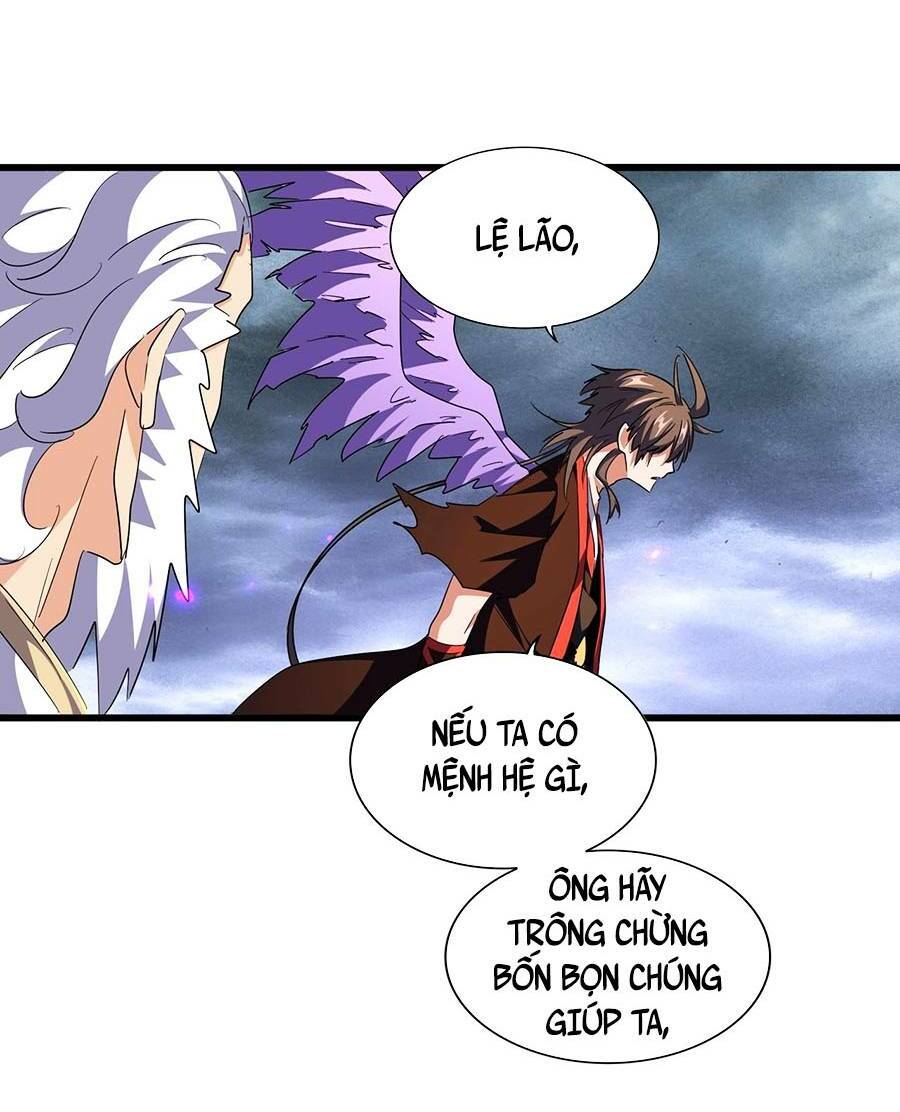 LỆ LÃO,
NẾU TA CÓ
MỆNH HỆ GÌ,
ÔNG HÃY
TRÔNG CHỪNG
BỐN BỌN CHÚNG
GIÚP TA,